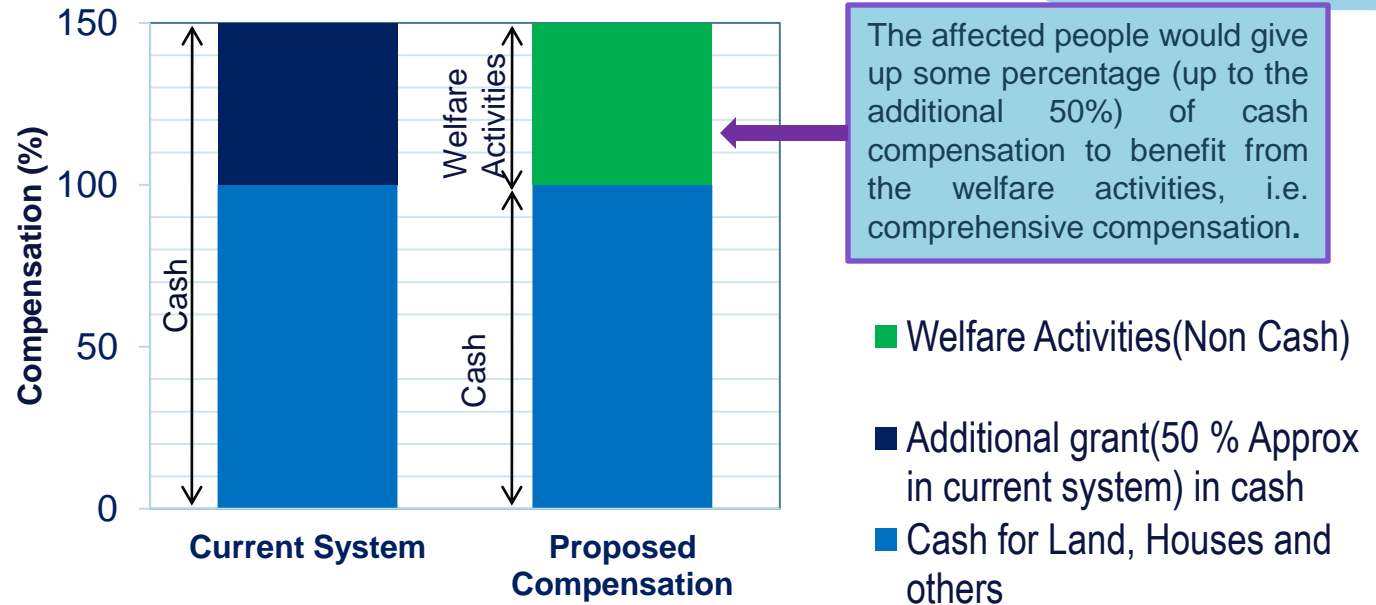 Compensation (%)
150
100
50
0
Cash
Welfare
Activities
Cash
Current System
Proposed
Compensation
The affected people would give
up some percentage (up to the
additional 50%) of cash
compensation to benefit from
the welfare activities, i.e.
comprehensive compensation.
Welfare Activities(Non Cash)
Additional grant(50 % Approx
in current system) in cash
Cash for Land, Houses and
others